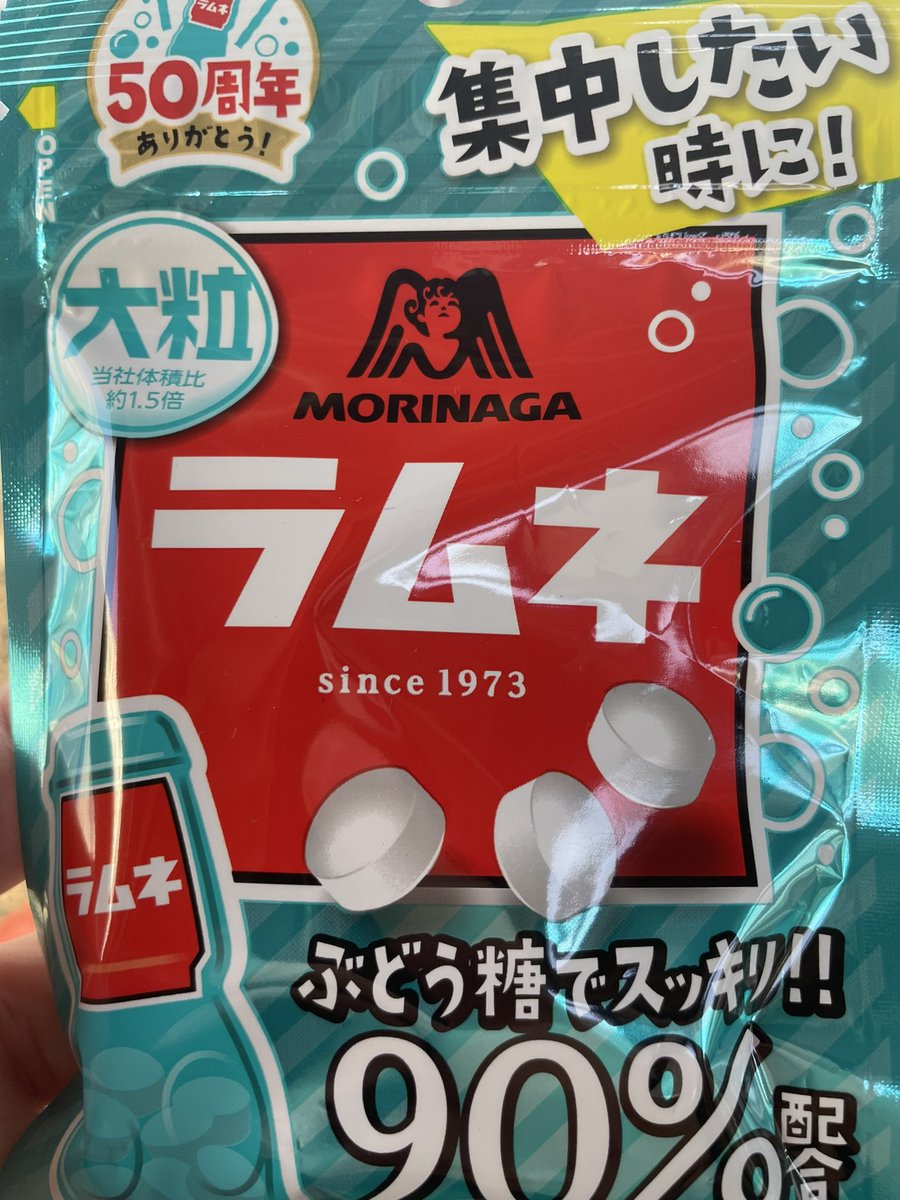 ラムネ
50周年
ありがとう!
集中したい
時に!
OPEN
大粒
当社体積比
約1.5倍
MORINAGA
ラムネ
since 1973
ラムネ
ぶどう糖でスッキリ!!
90%
配合